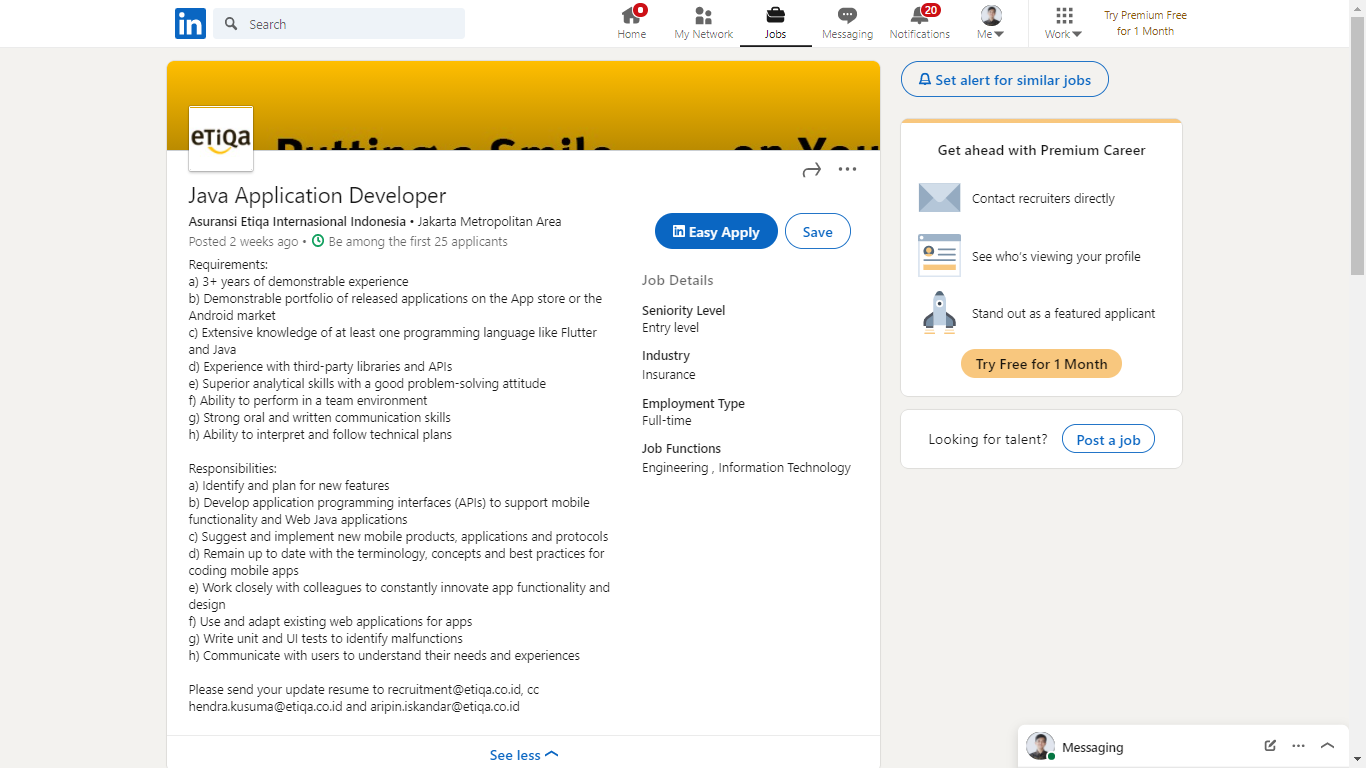 in
Search
Home
My Network
Jobs
Messaging
20
Notifications
Me
Work
Try Premium Free
for 1 Month
eTiQa
Putting a Smile on You
Java Application Developer
Asuransi Etiqa Internasional Indonesia • Jakarta Metropolitan Area
Posted 2 weeks ago • Be among the first 25 applicants
in Easy Apply
Save
Requirements:
a) 3+ years of demonstrable experience
b) Demonstrable portfolio of released applications on the App store or the
Android market
c) Extensive knowledge of at least one programming language like Flutter
and Java
d) Experience with third-party libraries and APIs
e) Superior analytical skills with a good problem-solving attitude
f) Ability to perform in a team environment
g) Strong oral and written communication skills
h) Ability to interpret and follow technical plans
Responsibilities:
a) Identify and plan for new features
b) Develop application programming interfaces (APIs) to support mobile
functionality and Web Java applications
c) Suggest and implement new mobile products, applications and protocols
d) Remain up to date with the terminology, concepts and best practices for
coding mobile apps
e) Work closely with colleagues to constantly innovate app functionality and
design
f) Use and adapt existing web applications for apps
g) Write unit and UI tests to identify malfunctions
h) Communicate with users to understand their needs and experiences
Please send your update resume to recruitment@etiqa.co.id, cc
hendra.kusuma@etiqa.co.id and aripin.iskandar@etiqa.co.id
See less
Job Details
Seniority Level
Entry level
Industry
Insurance
Employment Type
Full-time
Job Functions
Engineering , Information Technology
Set alert for similar jobs
Get ahead with Premium Career
Contact recruiters directly
See who's viewing your profile
Stand out as a featured applicant
Try Free for 1 Month
Looking for talent?
Post a job
Messaging